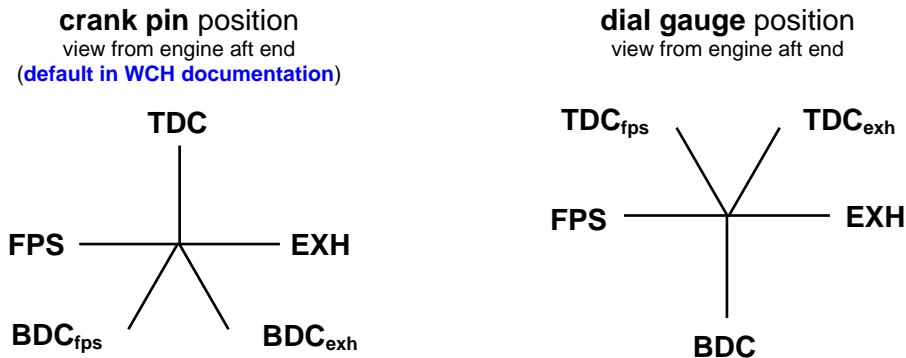 crank pin position
view from engine aft end
(default in WCH documentation)
TDC
FPS
EXH
BDCfps
BDCexh
dial gauge position
view from engine aft end
TDCfps
TDCexh
FPS
EXH
BDC